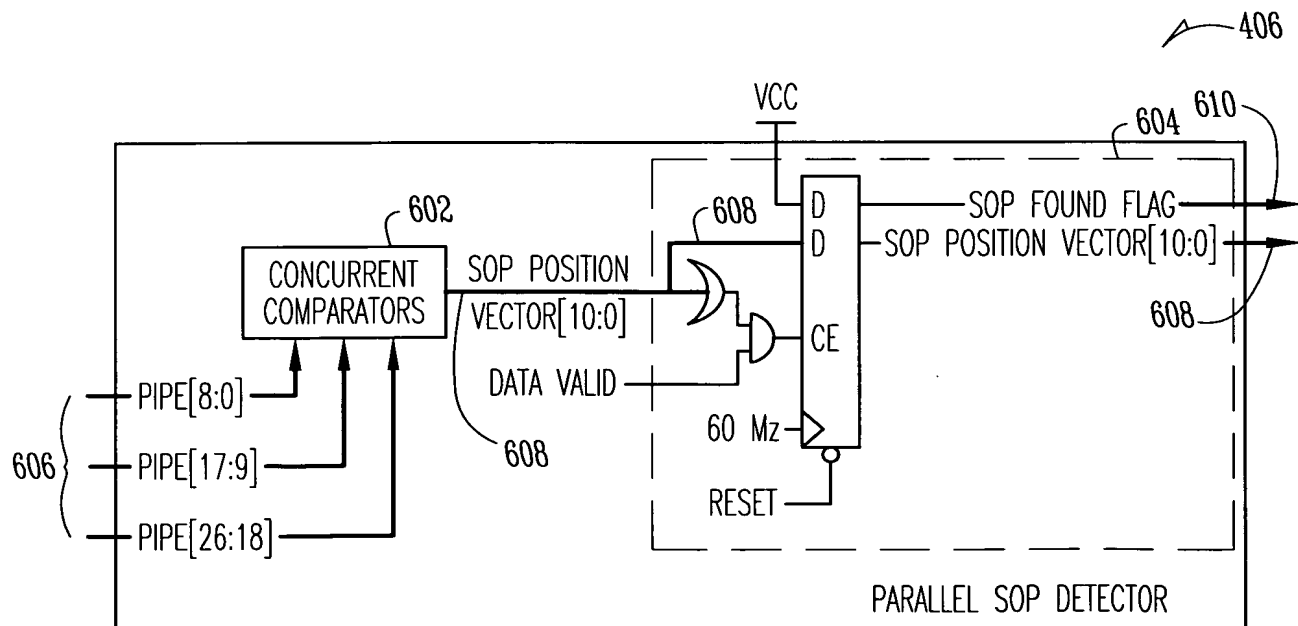 406
VCC
610
604
602
608
D
SOP FOUND FLAG
D
SOP POSITION VECTOR[10:0]
CONCURRENT
COMPARATORS
SOP POSITION
VECTOR[10:0]
608
CE
DATA VALID
PIPE[8:0]
60 Mz
608
606
PIPE[17:9]
RESET
PIPE[26:18]
PARALLEL SOP DETECTOR